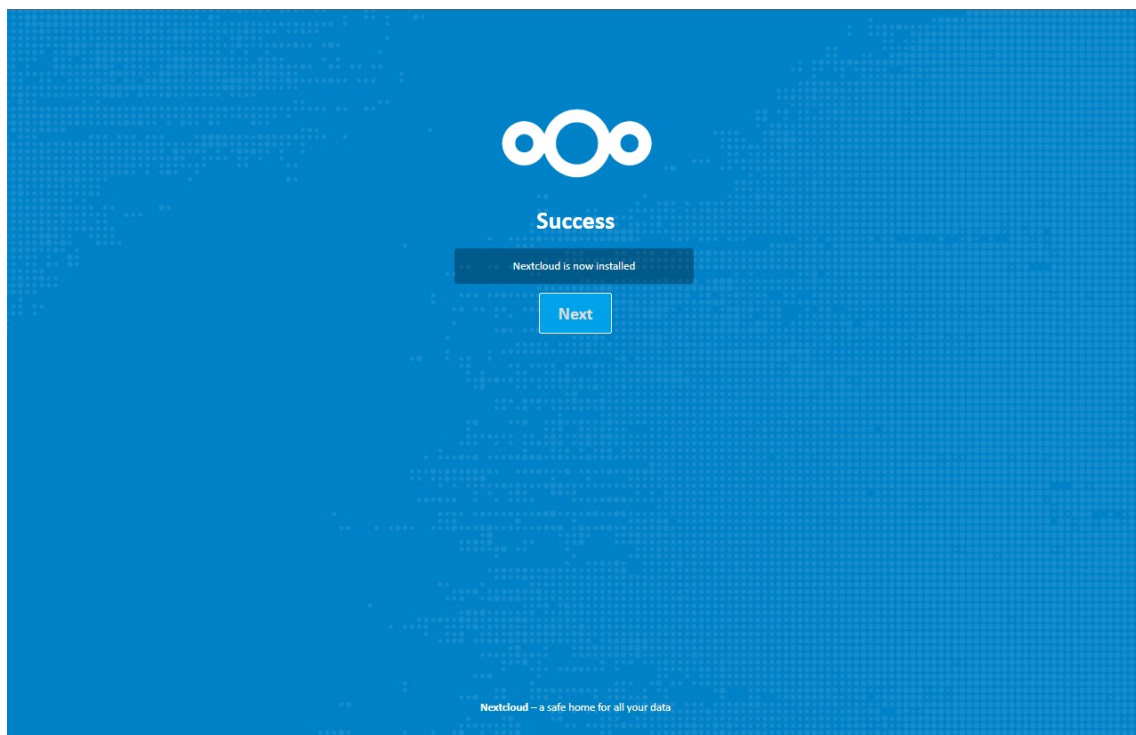 Success
Nextcloud is now installed
Next
Nextcloud – a safe home for all your data